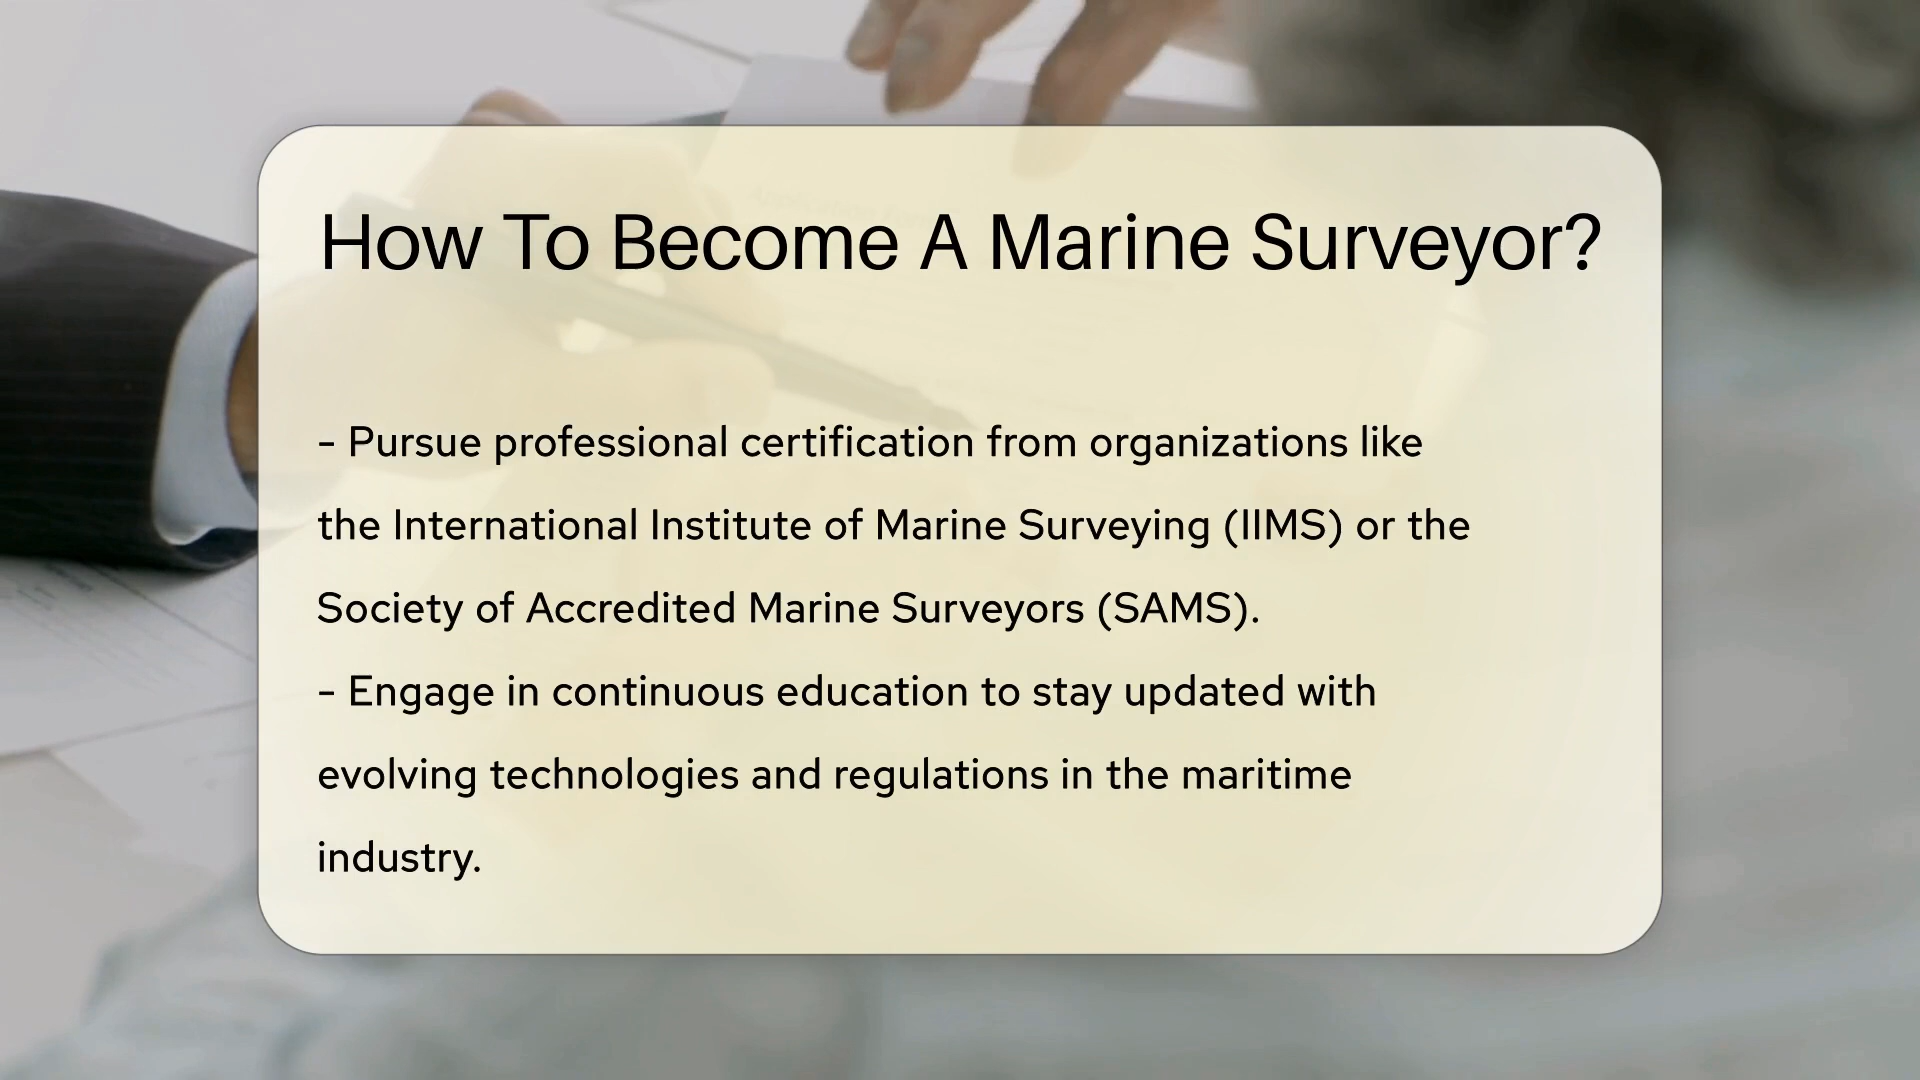 How To Become A Marine Surveyor?
- Pursue professional certification from organizations like
the International Institute of Marine Surveying (IIMS) or the
Society of Accredited Marine Surveyors (SAMS).
- Engage in continuous education to stay updated with
evolving technologies and regulations in the maritime
industry.